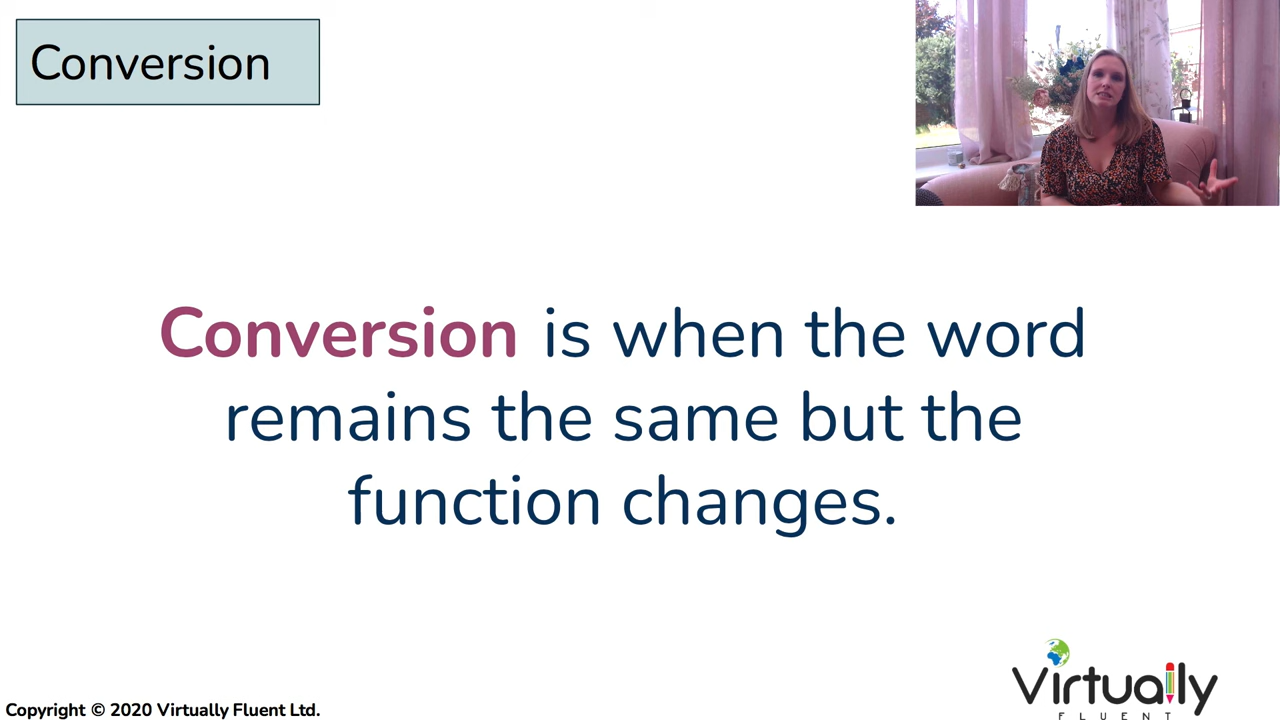 Conversion
Conversion is when the word
remains the same but the
function changes.
Copyright © 2020 Virtually Fluent Ltd.
Virtually
FLUENT